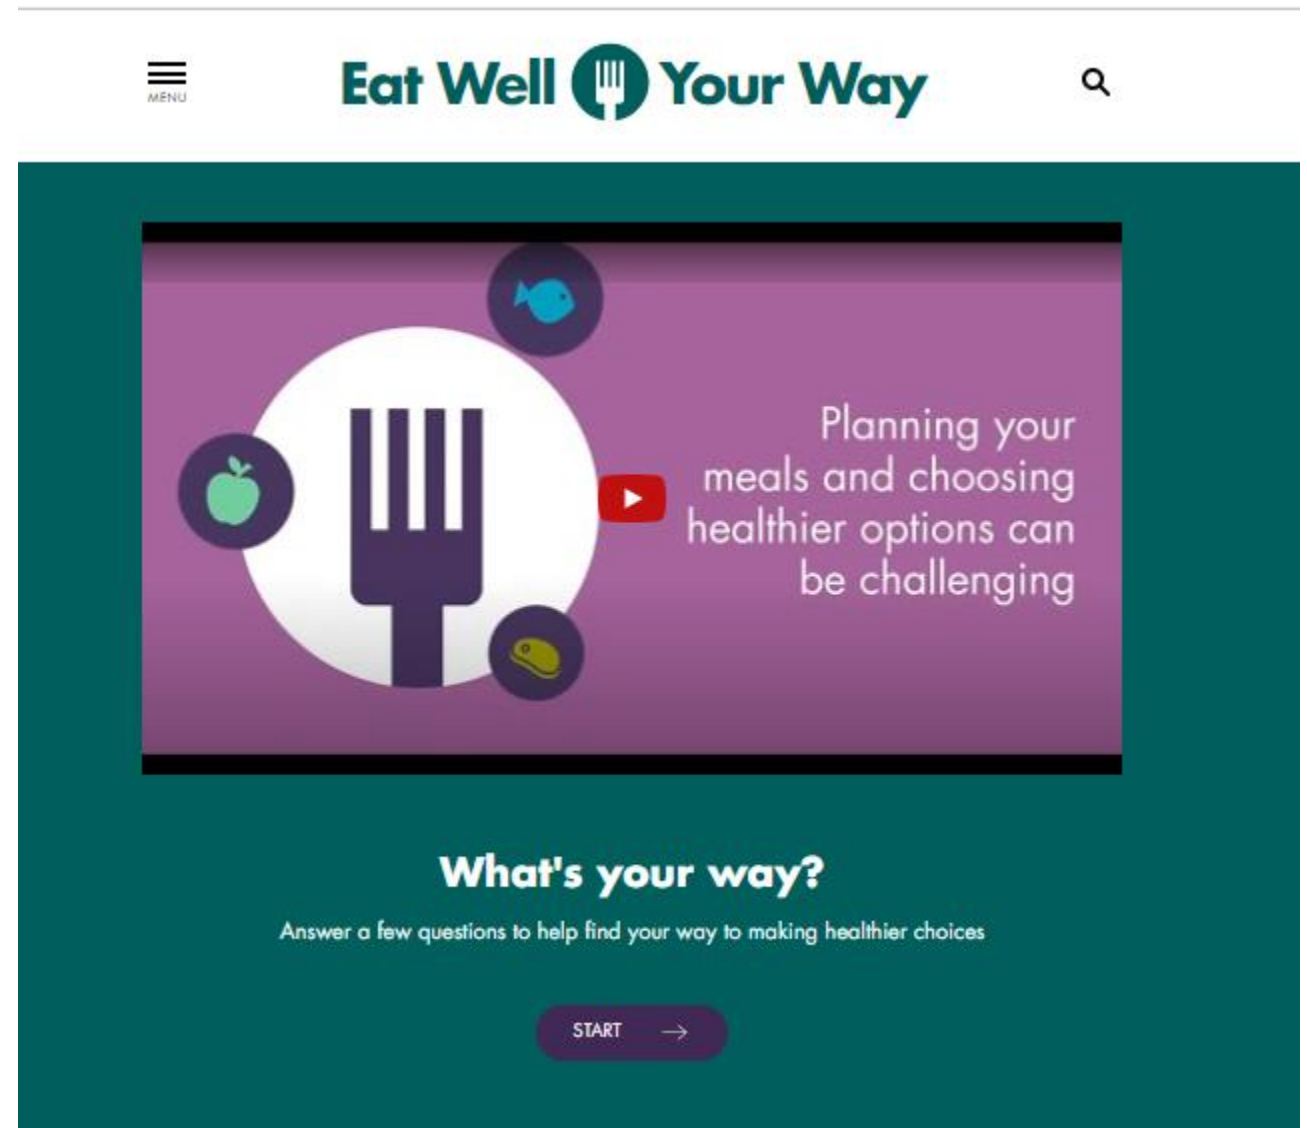 MENU
Eat Well Your Way
Planning your
meals and choosing
healthier options can
be challenging
What's your way?
Answer a few questions to help find your way to making healthier choices
START